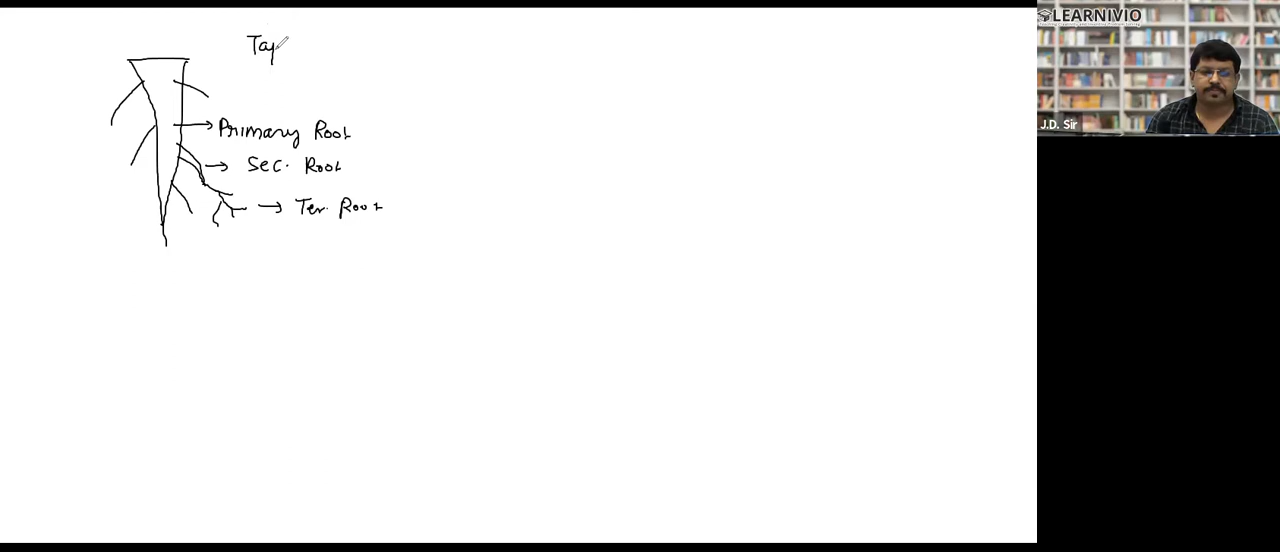 LEARNIVIO
Tap
Primary Root
Sec. Root
Ter. Root
J.D. Sir